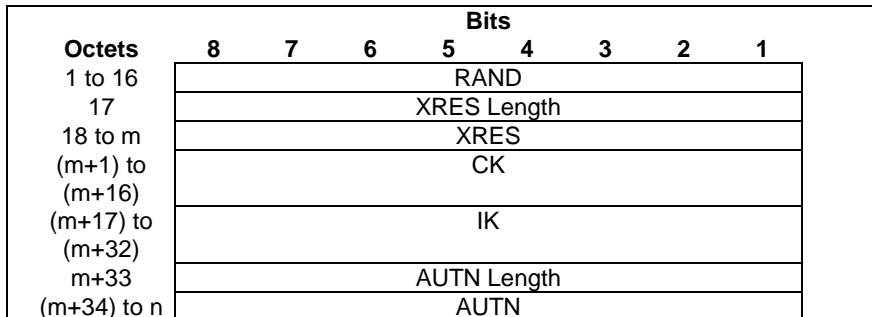 Bits
Octets 8 7 6 5 4 3 2 1
1 to 16 RAND
17 XRES Length
18 to m XRES
(m+1) to CK
(m+16)
(m+17) to IK
(m+32)
m+33 AUTN Length
(m+34) to n AUTN